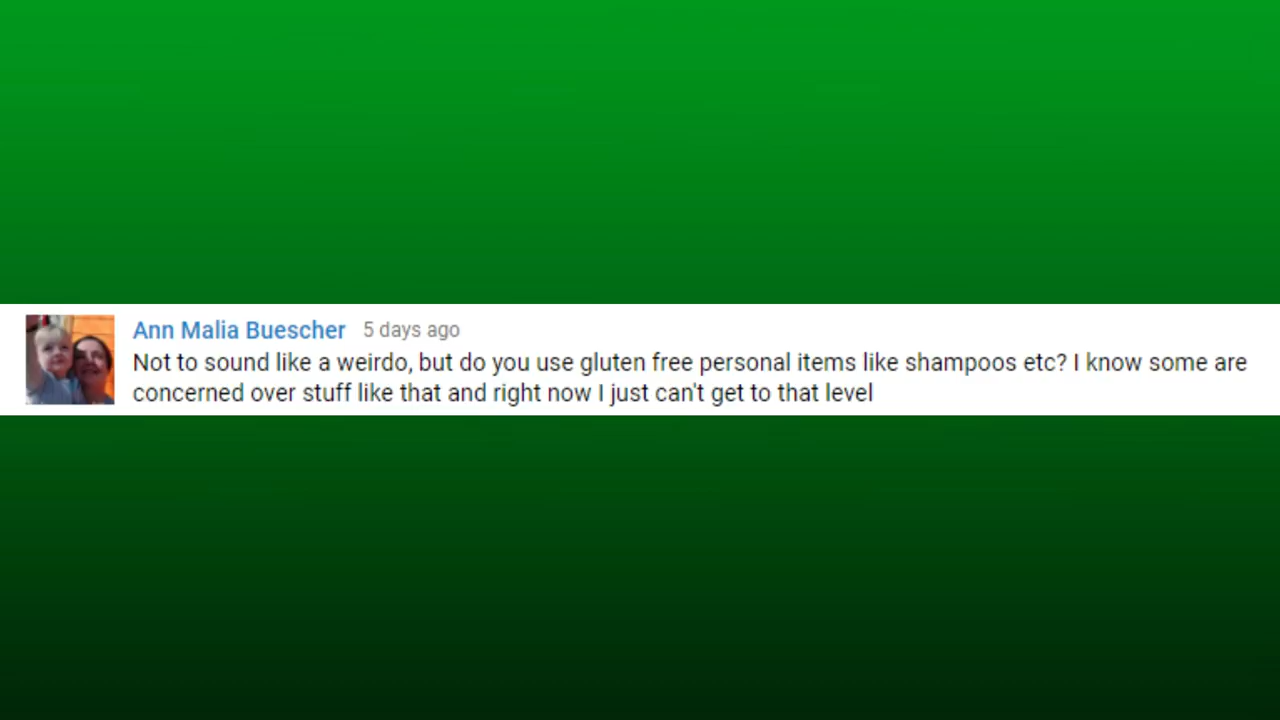 Ann Malia Buescher 5 days ago
Not to sound like a weirdo, but do you use gluten free personal items like shampoos etc? I know some are
concerned over stuff like that and right now I just can't get to that level